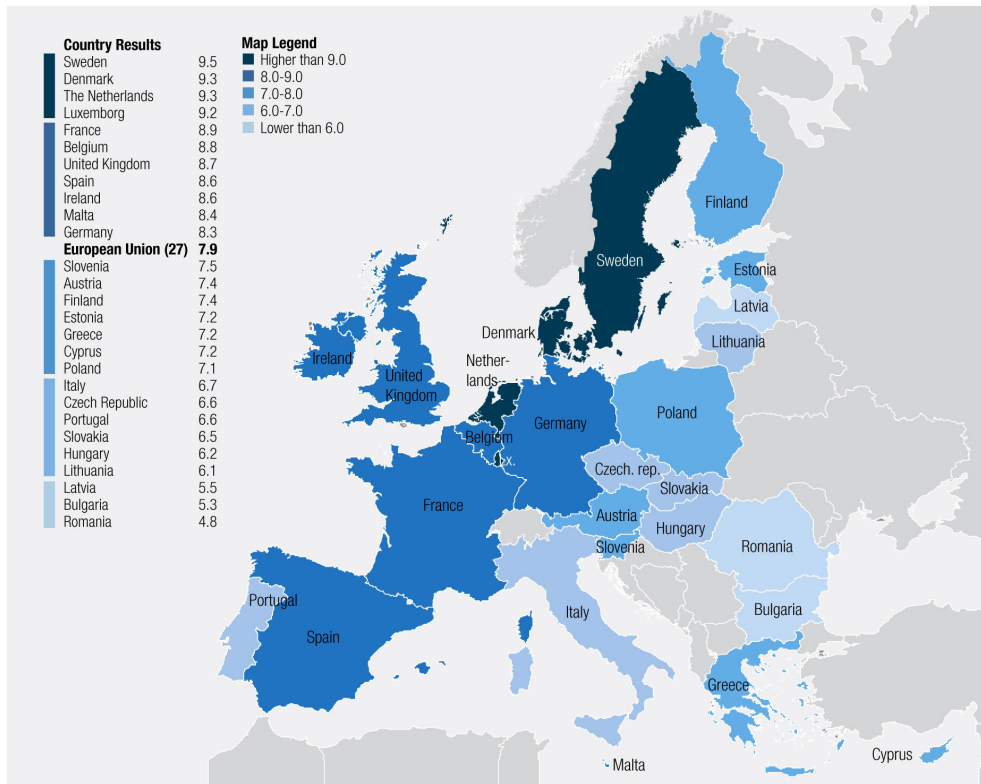 Country Results
Sweden 9.5
Denmark 9.3
The Netherlands 9.3
Luxemborg 9.2
France 8.9
Belgium 8.8
United Kingdom 8.7
Spain 8.6
Ireland 8.6
Malta 8.4
Germany 8.3
European Union (27) 7.9
Slovenia 7.5
Austria 7.4
Finland 7.4
Estonia 7.2
Greece 7.2
Cyprus 7.2
Poland 7.1
Italy 6.7
Czech Republic 6.6
Portugal 6.6
Slovakia 6.5
Hungary 6.2
Lithuania 6.1
Latvia 5.5
Bulgaria 5.3
Romania 4.8
Map Legend
Higher than 9.0
8.0-9.0
7.0-8.0
6.0-7.0
Lower than 6.0
Finland
Sweden
Estonia
Latvia
Denmark
Lithuania
Ireland
Nether-
lands
United
Kingdom
Poland
Germany
Belgium
x.
Czech. rep.
Slovakia
France
Austria
Hungary
Slovenia
Romania
Portugal
Bulgaria
Italy
Spain
Greece
Cyprus
Malta